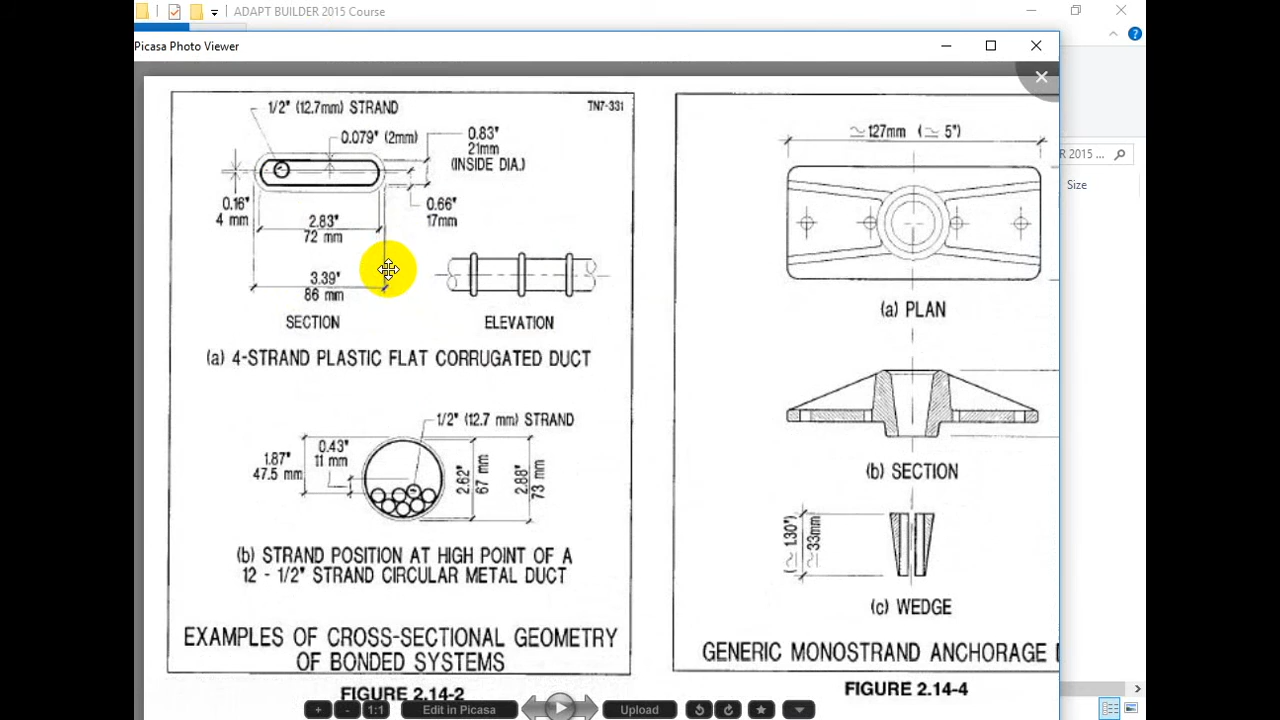 ADAPT BUILDER 2015 Course
Picasa Photo Viewer
1/2" (12.7mm) STRAND
TN7-331
0.079" (2mm)
0.83"
21mm
(INSIDE DIA.)
0.16"
4 mm
0.66"
17mm
2.83"
72 mm
3.39"
86 mm
SECTION
ELEVATION
(a) 4-STRAND PLASTIC FLAT CORRUGATED DUCT
1/2" (12.7 mm) STRAND
1.87"
47.5 mm
0.43"
11 mm
2.62"
67 mm
2.88"
73 mm
(b) STRAND POSITION AT HIGH POINT OF A
12 - 1/2" STRAND CIRCULAR METAL DUCT
EXAMPLES OF CROSS-SECTIONAL GEOMETRY
OF BONDED SYSTEMS
FIGURE 2.14-2
≃127mm (≃ 5")
(a) PLAN
(b) SECTION
(≃ 1.30")
≃ 33mm
(c) WEDGE
GENERIC MONOSTRAND ANCHORAGE
FIGURE 2.14-4
ER 2015 ...
Size
+ - 1:1 Edit in Picasa Upload